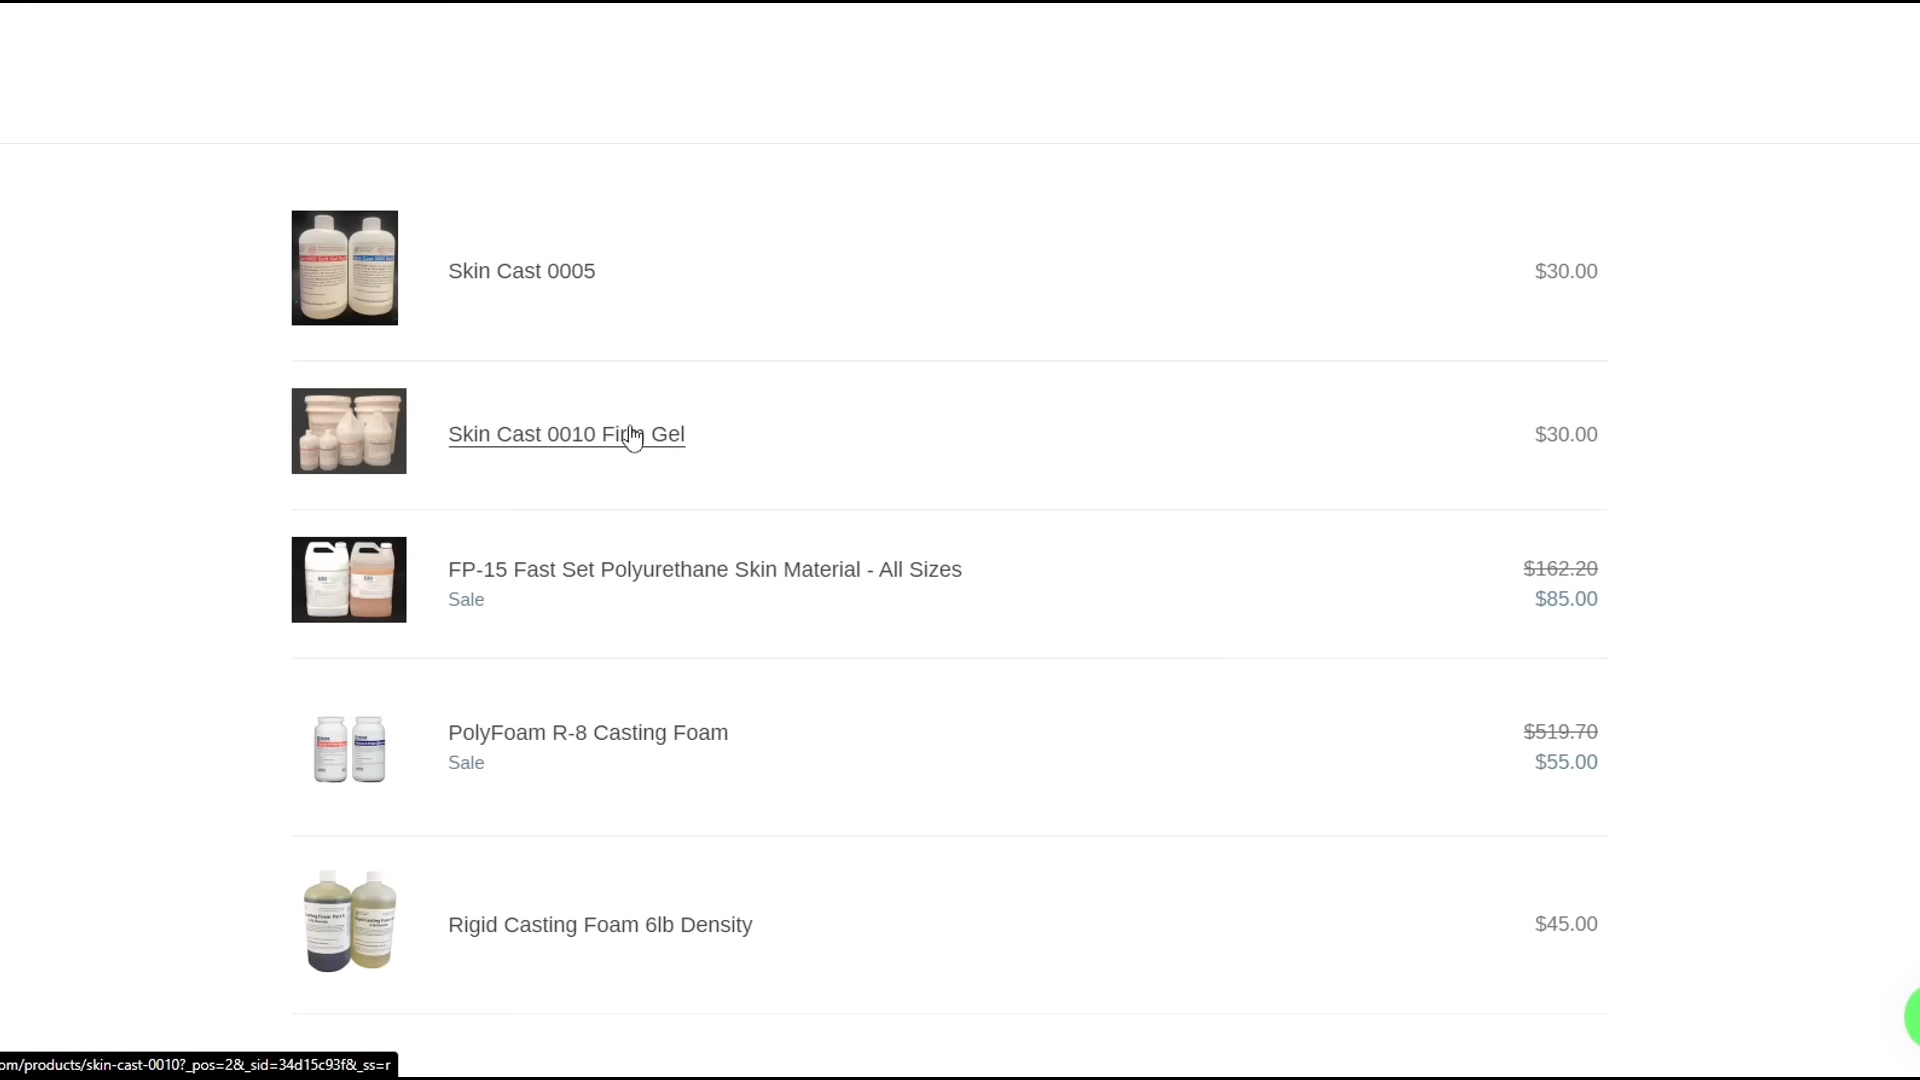 Skin Cast 0005
$30.00
Skin Cast 0010 Firm Gel
$30.00
FP-15 Fast Set Polyurethane Skin Material - All Sizes
$162.20
Sale
$85.00
PolyFoam R-8 Casting Foam
$519.70
Sale
$55.00
Rigid Casting Foam 6lb Density
$45.00
om/products/skin-cast-0010?_pos=2&_sid=34d15c93f&_ss=r